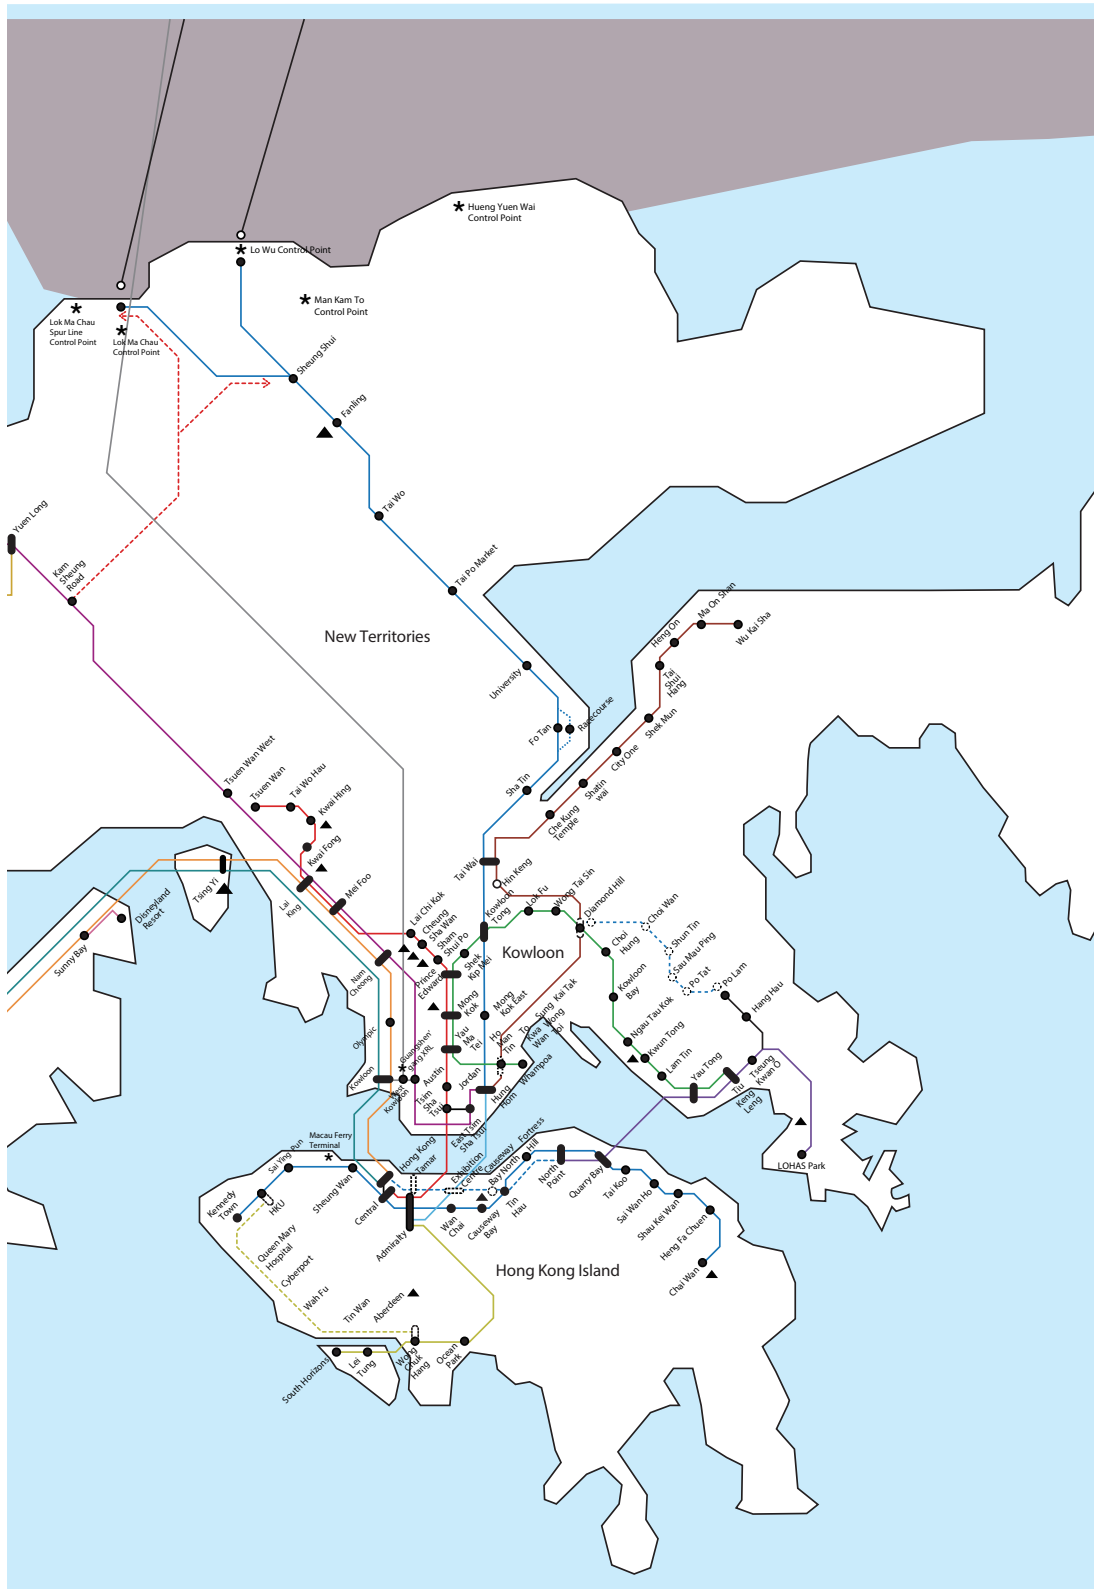 Hueng Yuen Wai
Control Point
Lo Wu Control Point
Man Kam To
Control Point
Lok Ma Chau
Spur Line
Control Point
Lok Ma Chau
Control Point
Sheung Shui
Fanling
Tai Wo
Yuen Long
Kam
Sheung
Road
Tai Po Market
New Territories
University
Fo Tan
Racecourse
Sha Tin
Wu Kai Sha
Ma On Shan
Heng On
Tai
Shui
Hang
Shek Mun
City One
Shatin
wai
Che Kung
Temple
Tai Wai
Hin Keng
Tsuen Wan West
Tsuen Wan
Tai Wo Hau
Kwai Hing
Kwai Fong
Lai
King
Mei Foo
Lai Chi Kok
Cheung
Sha Wan
Sham
Shui Po
Prince
Edward
Shek
Kip Mei
Kowloon
Tong
Lok Fu
Wong Tai Sin
Diamond Hill
Choi
Hung
Kowloon
Bay
Ngau Tau Kok
Kwun Tong
Lam Tin
Yau Tong
Tiu
Keng
Leng
Tseung
Kwan O
Hang Hau
Po Lam
Po Tat
Sau Mau Ping
Shun Tin
Choi Wan
LOHAS Park
Kowloon
Tsing Yi
Disneyland
Resort
Sunny Bay
Nam
Cheong
Olympic
Kowloon
Guangshen'
gang XRL
West
Kowloon
Austin
Tsim
Sha
Tsui
Jordan
Yau
Ma
Tei
Mong
Kok
Mong
Kok East
Ho
Man
Tin
To
Kwa
Wan
Sung
Wong
Toi
Kai Tak
Whampoa
Hung
Hom
East Tsim
Sha Tsui
Macau Ferry
Terminal
Hong Kong
Tamar
Exhibition
Centre
Causeway
Bay North
Fortress
Hill
North
Point
Quarry Bay
Tai Koo
Sai Wan Ho
Shau Kei Wan
Heng Fa Chuen
Chai Wan
Tin
Hau
Causeway
Bay
Wan
Chai
Admiralty
Central
Sheung Wan
Sai Ying Pun
HKU
Kennedy
Town
Queen Mary
Hospital
Cyberport
Wah Fu
Tin Wan
Aberdeen
Hong Kong Island
Wong
Chuk
Hang
Ocean
Park
Lei
Tung
South Horizons